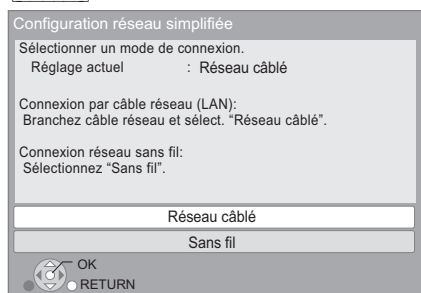 Configuration réseau simplifiée
Sélectionner un mode de connexion.
Réglage actuel : Réseau câblé
Connexion par câble réseau (LAN):
Branchez câble réseau et sélect. “Réseau câblé”.
Connexion réseau sans fil:
Sélectionnez “Sans fil”.
Réseau câblé
Sans fil
OK
RETURN